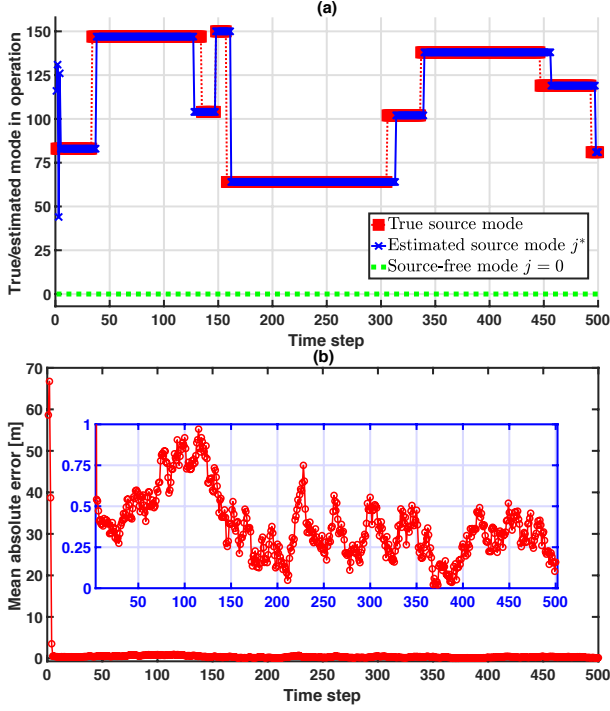 (a)
True/estimated mode in operation
150
125
100
75
50
25
0
True source mode
Estimated source mode j*
Source-free mode j = 0
0 50 100 150 200 250 300 350 400 450 500
Time step
(b)
Mean absolute error [m]
70
60
50
40
30
20
10
0
1
0.75
0.5
0.25
0
50 100 150 200 250 300 350 400 450 500
0 50 100 150 200 250 300 350 400 450 500
Time step